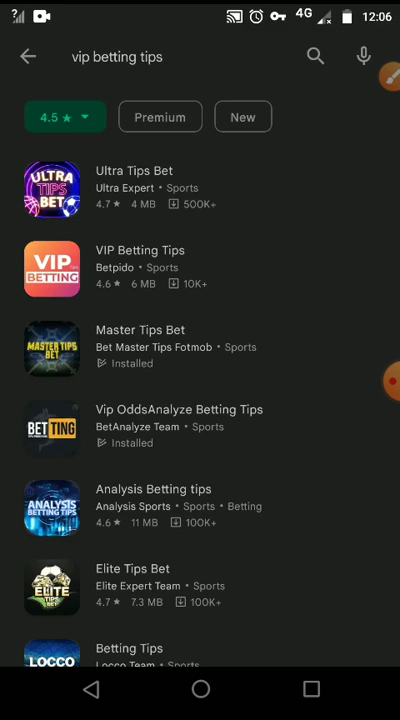 ? 4G 12:06
vip betting tips
4.5 ★ Premium New
ULTRA
TIPS
BET
Ultra Tips Bet
Ultra Expert • Sports
4.7 ★ 4 MB 500K+
VIP
BETTING
VIP Betting Tips
Betpido • Sports
4.6 ★ 6 MB 10K+
MASTER TIPS
BET
Master Tips Bet
Bet Master Tips Fotmob • Sports
Installed
BETTING
Vip OddsAnalyze Betting Tips
BetAnalyze Team • Sports
Installed
ANALYSIS
BETTING TIPS
Analysis Betting tips
Analysis Sports • Sports • Betting
4.6 ★ 11 MB 100K+
ELITE
TIPS
BET
Elite Tips Bet
Elite Expert Team • Sports
4.7 ★ 7.3 MB 100K+
LOCCO
Betting Tips
Locco Team • Sports